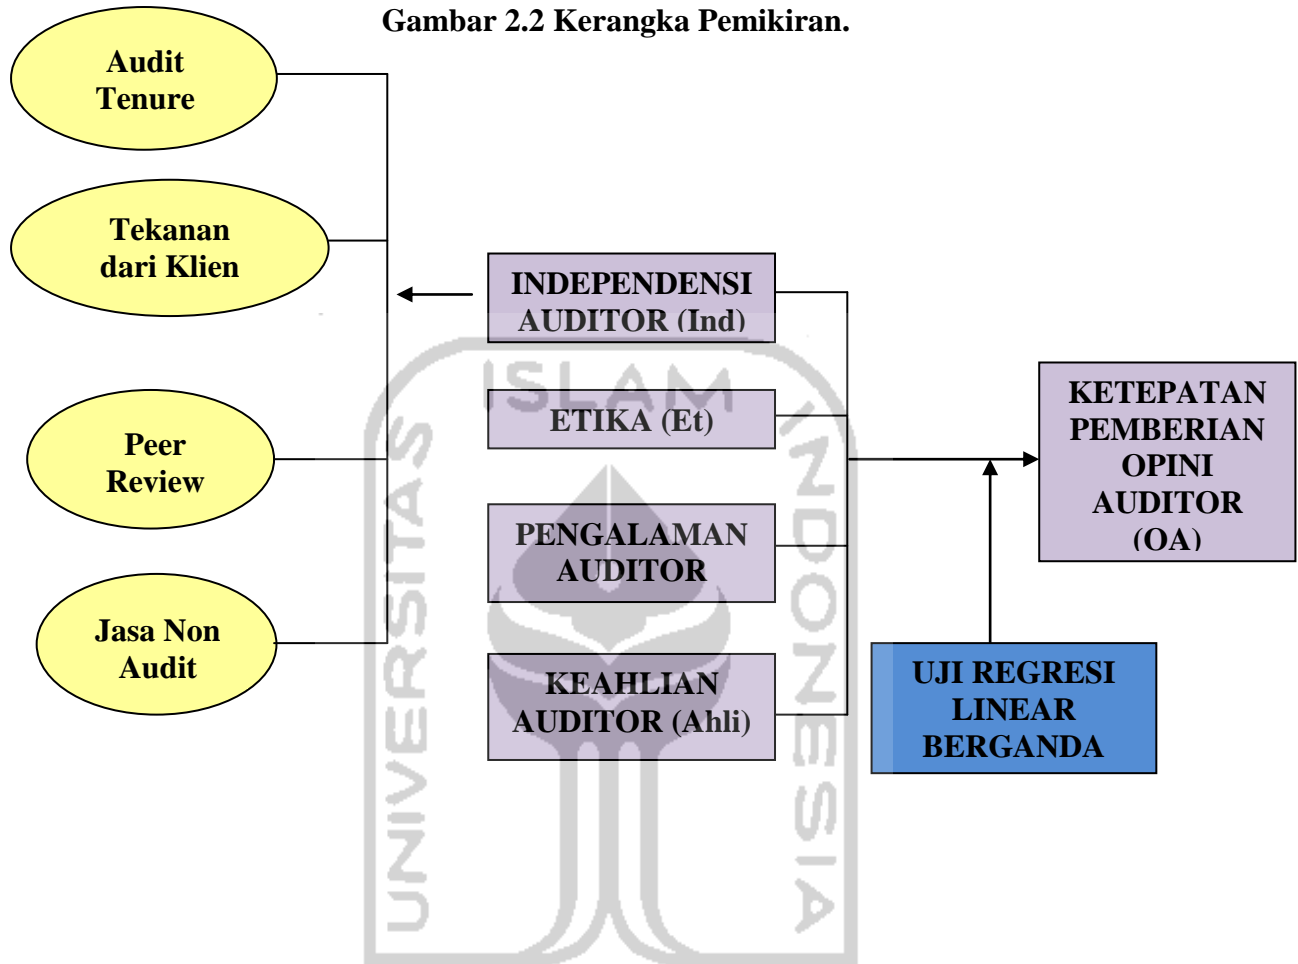 Gambar 2.2 Kerangka Pemikiran.
Audit
Tenure
Tekanan
dari Klien
Peer
Review
Jasa Non
Audit
INDEPENDENSI
AUDITOR (Ind)
ETIKA (Et)
PENGALAMAN
AUDITOR
KEAHLIAN
AUDITOR (Ahli)
KETEPATAN
PEMBERIAN
OPINI
AUDITOR
(OA)
UJI REGRESI
LINEAR
BERGANDA
UNIVERSITAS
ISLAM
INDONESIA